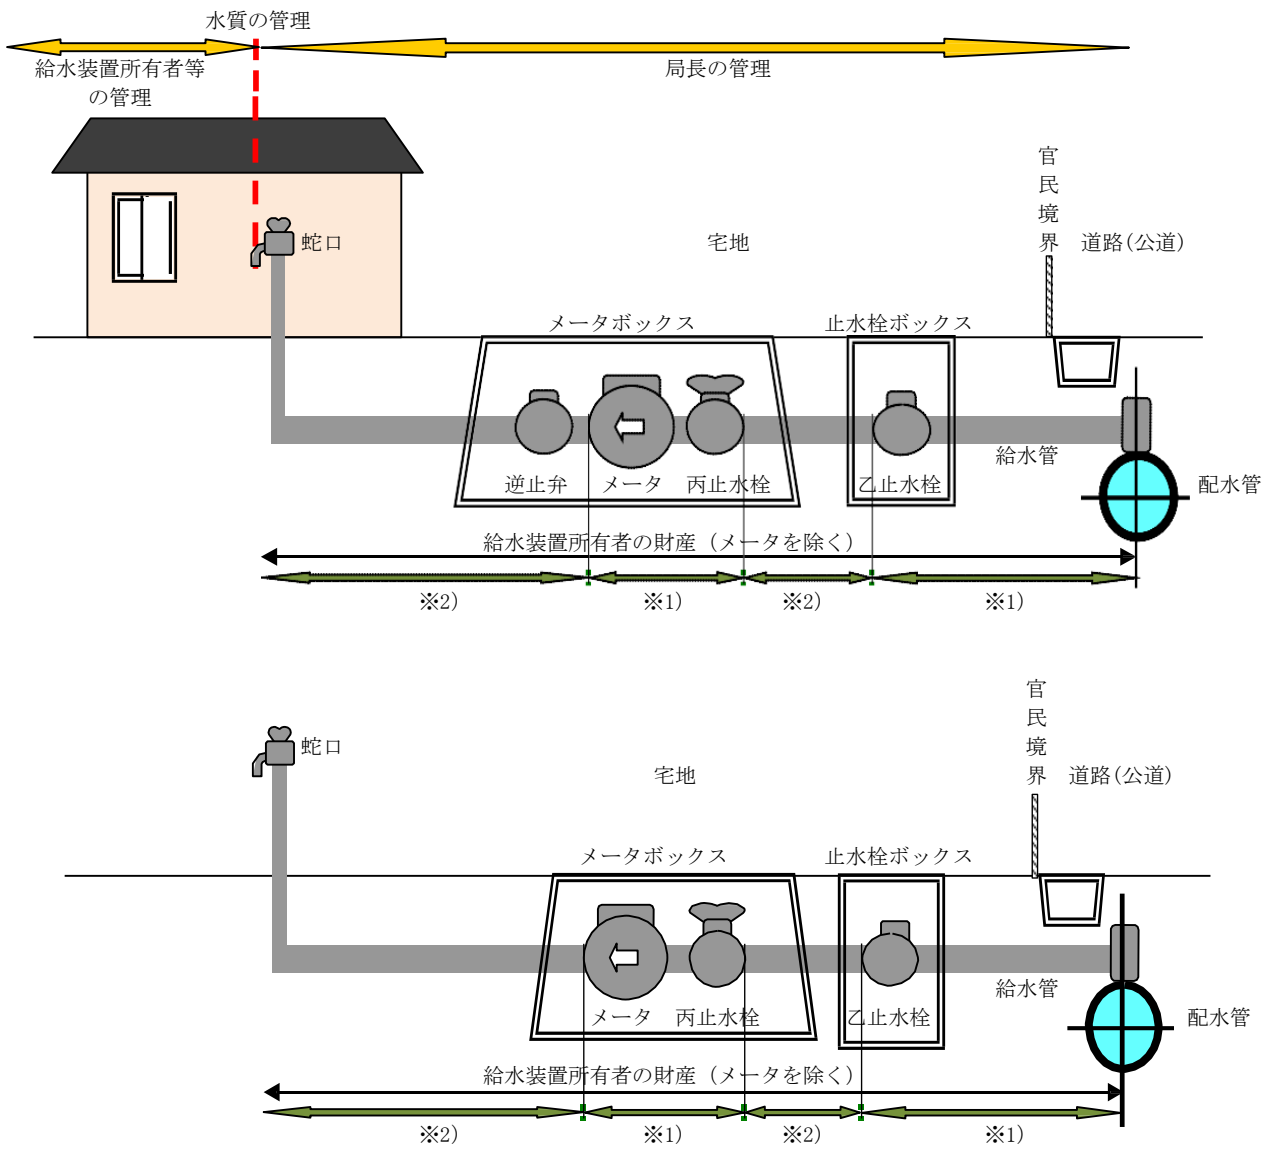 水質の管理
給水装置所有者等
の管理
局長の管理
官民境界
蛇口
宅地
道路(公道)
メータボックス
止水栓ボックス
給水管
逆止弁
メータ
丙止水栓
乙止水栓
配水管
給水装置所有者の財産（メータを除く）
※2)
※1)
※2)
※1)
官民境界
蛇口
宅地
道路(公道)
メータボックス
止水栓ボックス
給水管
メータ
丙止水栓
乙止水栓
配水管
給水装置所有者の財産（メータを除く）
※2)
※1)
※2)
※1)